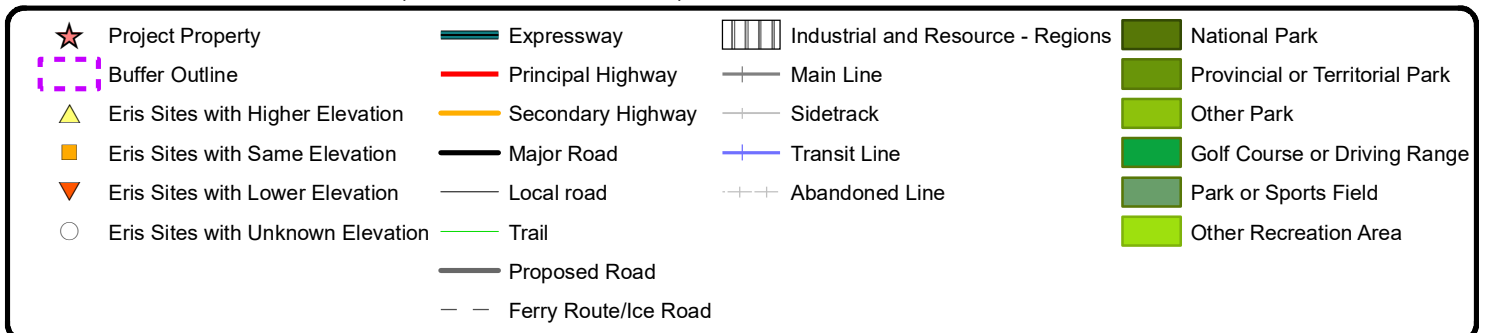 Project Property
Buffer Outline
Eris Sites with Higher Elevation
Eris Sites with Same Elevation
Eris Sites with Lower Elevation
Eris Sites with Unknown Elevation
Expressway
Principal Highway
Secondary Highway
Major Road
Local road
Trail
Proposed Road
Ferry Route/Ice Road
Industrial and Resource - Regions
Main Line
Sidetrack
Transit Line
Abandoned Line
National Park
Provincial or Territorial Park
Other Park
Golf Course or Driving Range
Park or Sports Field
Other Recreation Area